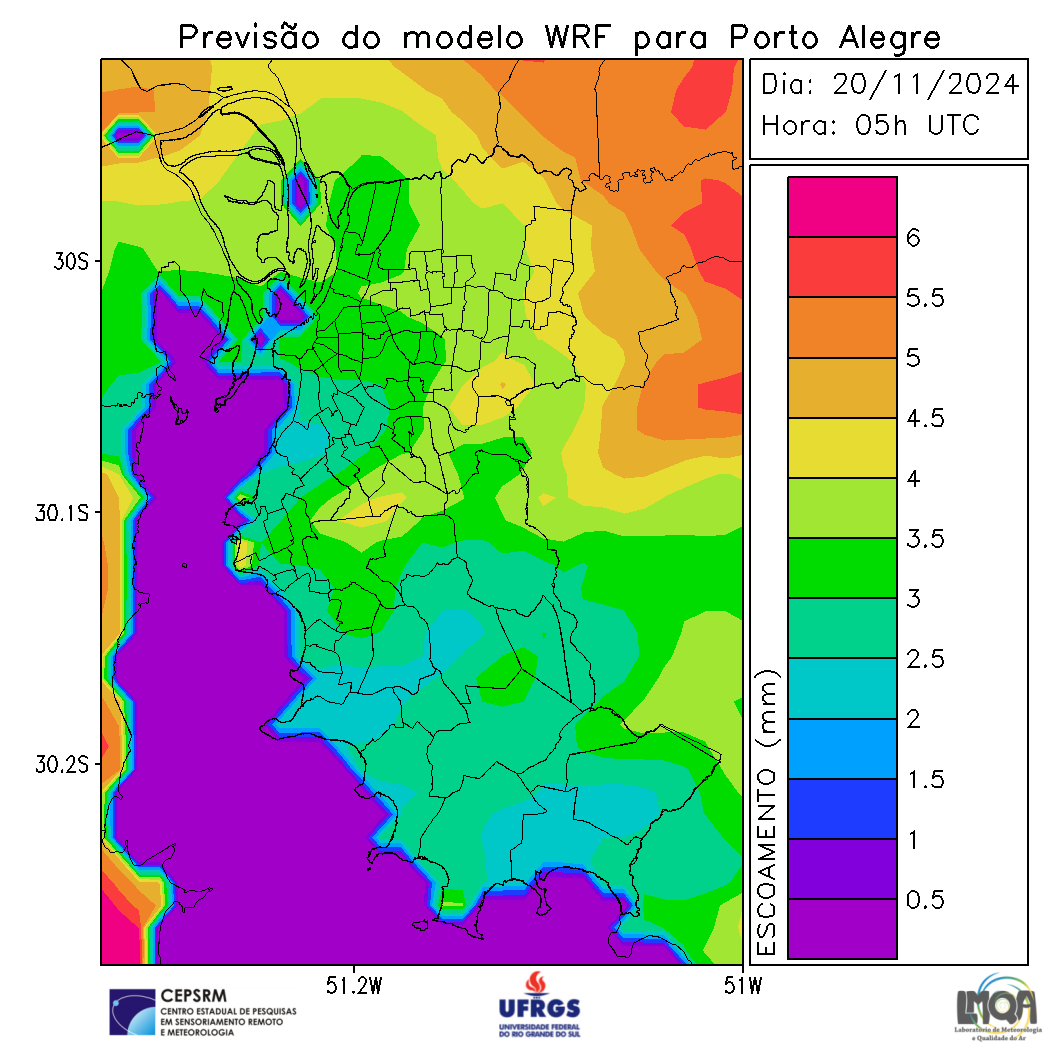 Previsão do modelo WRF para Porto Alegre
Dia: 20/11/2024
Hora: 05h UTC
6
5.5
5
4.5
4
3.5
3
2.5
2
1.5
1
0.5
ESCOAMENTO (mm)
30S
30.1S
30.2S
51.2W
51W
CEPSRM
CENTRO ESTADUAL DE PESQUISAS
EM SENSORIAMENTO REMOTO
E METEOROLOGIA
UFRGS
UNIVERSIDADE FEDERAL
DO RIO GRANDE DO SUL
LMQA
Laboratório de Meteorologia
e Qualidade do Ar